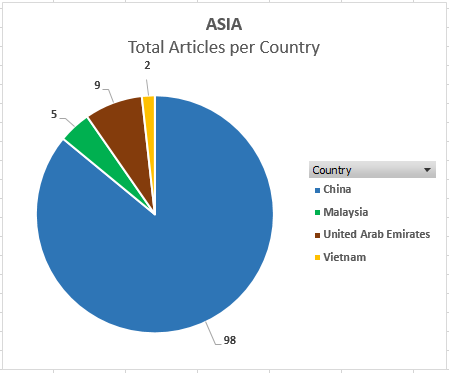 ASIA
Total Articles per Country
2
9
5
98
Country
China
Malaysia
United Arab Emirates
Vietnam